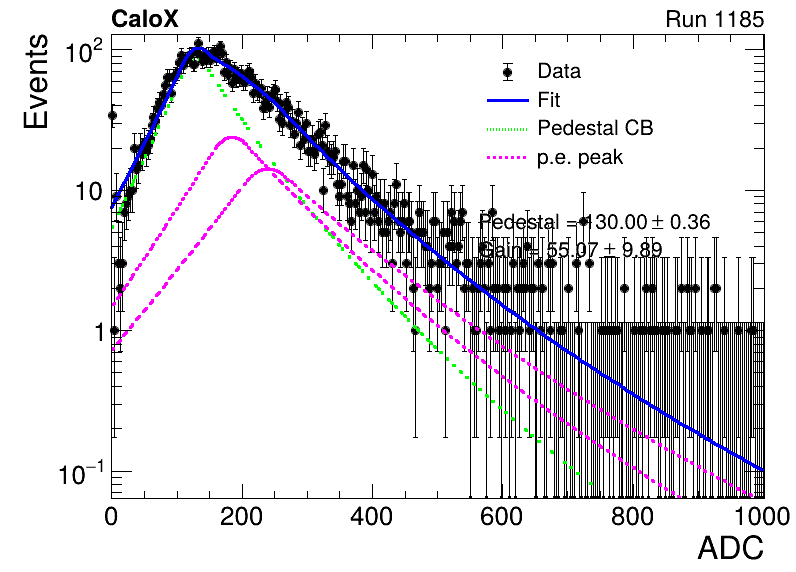 CaloX Run 1185
Events
10²
10
1
10⁻¹
Data
Fit
Pedestal CB
p.e. peak
Pedestal = 130.00 ± 0.36
Gain = 55.07 ± 9.89
0 200 400 600 800 1000
ADC